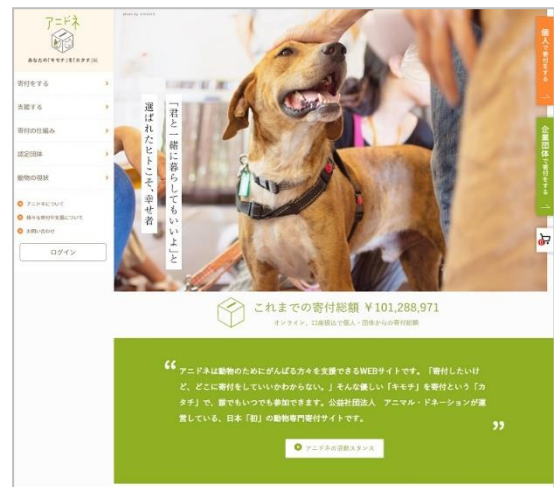 アニドネ
あなたの「キモチ」を「カタチ」に
寄付をする
支援する
寄付の仕組み
認定団体
動物の現状
アニドネについて
様々な寄付や支援について
お問い合わせ
ログイン
「君と一緒に暮らしてもいいよ」と
選ばれたヒトこそ、幸せ者
個人で寄付をする
企業団体で寄付をする
これまでの寄付総額 ￥101,288,971
オンライン、口座振込で個人・団体からの寄付総額
“ アニドネは動物のためにがんばる方々を支援できるWEBサイトです。「寄付したいけ
ど、どこに寄付をしていいかわからない。」そんな優しい「キモチ」を寄付という「カ
タチ」で、誰でもいつでも参加できます。公益社団法人 アニマル・ドネーションが運
営している、日本「初」の動物専門寄付サイトです。 ”
アニドネの活動スタンス